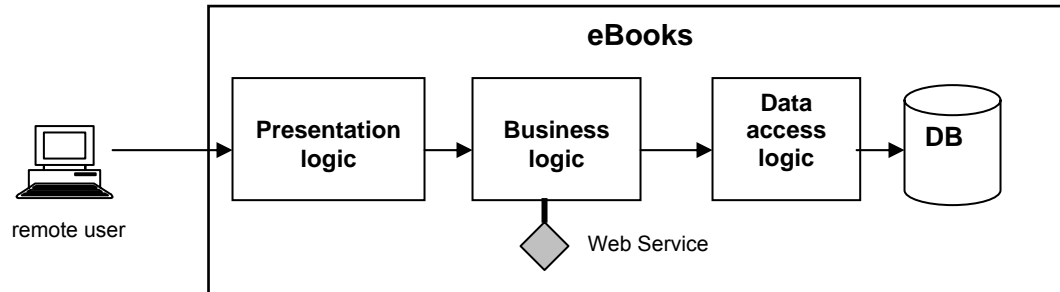 eBooks
Presentation
logic
Business
logic
Data
access
logic
DB
remote user
Web Service